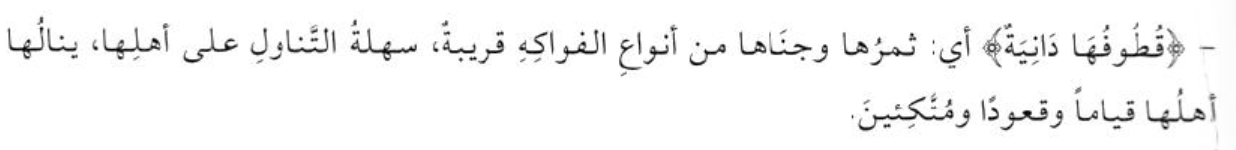 – ﴿قُطُوفُهَا دَانِيَةٌ﴾ أي: ثمرُها وجنَاها من أنواعِ الفواكِهِ قريبةٌ، سهلةُ التَّناولِ على أهلِها، ينالُها
أهلُها قياماً وقعودًا ومُتَّكِئينَ.